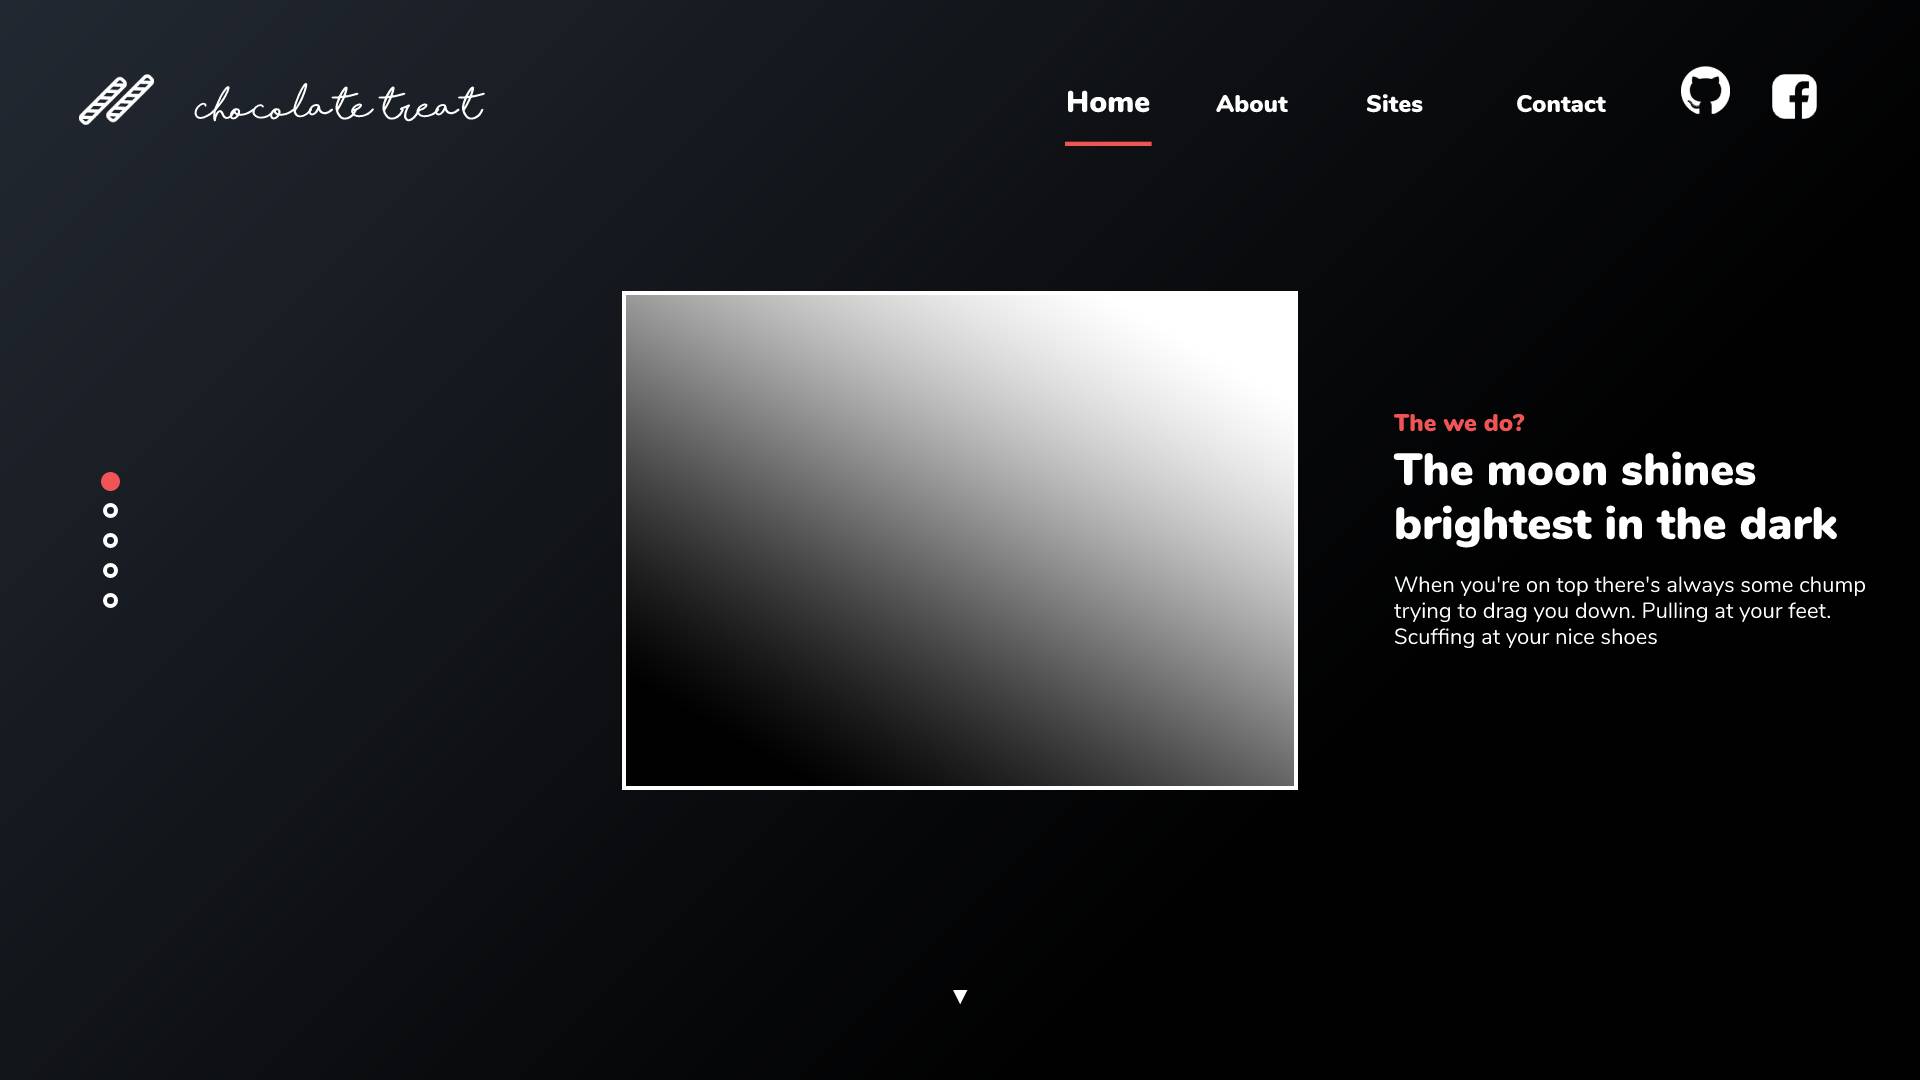 chocolate treat
Home
About
Sites
Contact
The we do?
The moon shines
brightest in the dark
When you're on top there's always some chump
trying to drag you down. Pulling at your feet.
Scuffing at your nice shoes